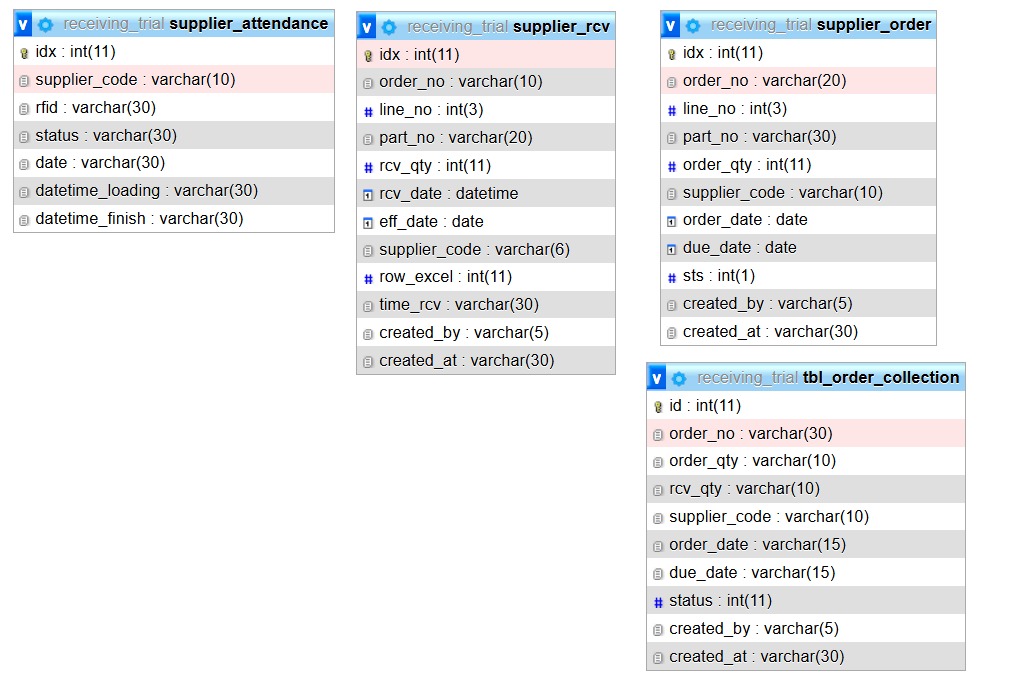 receiving_trial supplier_attendance
idx : int(11)
supplier_code : varchar(10)
rfid : varchar(30)
status : varchar(30)
date : varchar(30)
datetime_loading : varchar(30)
datetime_finish : varchar(30)
receiving_trial supplier_rcv
idx : int(11)
order_no : varchar(10)
line_no : int(3)
part_no : varchar(20)
rcv_qty : int(11)
rcv_date : datetime
eff_date : date
supplier_code : varchar(6)
row_excel : int(11)
time_rcv : varchar(30)
created_by : varchar(5)
created_at : varchar(30)
receiving_trial supplier_order
idx : int(11)
order_no : varchar(20)
line_no : int(3)
part_no : varchar(30)
order_qty : int(11)
supplier_code : varchar(10)
order_date : date
due_date : date
sts : int(1)
created_by : varchar(5)
created_at : varchar(30)
receiving_trial tbl_order_collection
id : int(11)
order_no : varchar(30)
order_qty : varchar(10)
rcv_qty : varchar(10)
supplier_code : varchar(10)
order_date : varchar(15)
due_date : varchar(15)
status : int(11)
created_by : varchar(5)
created_at : varchar(30)